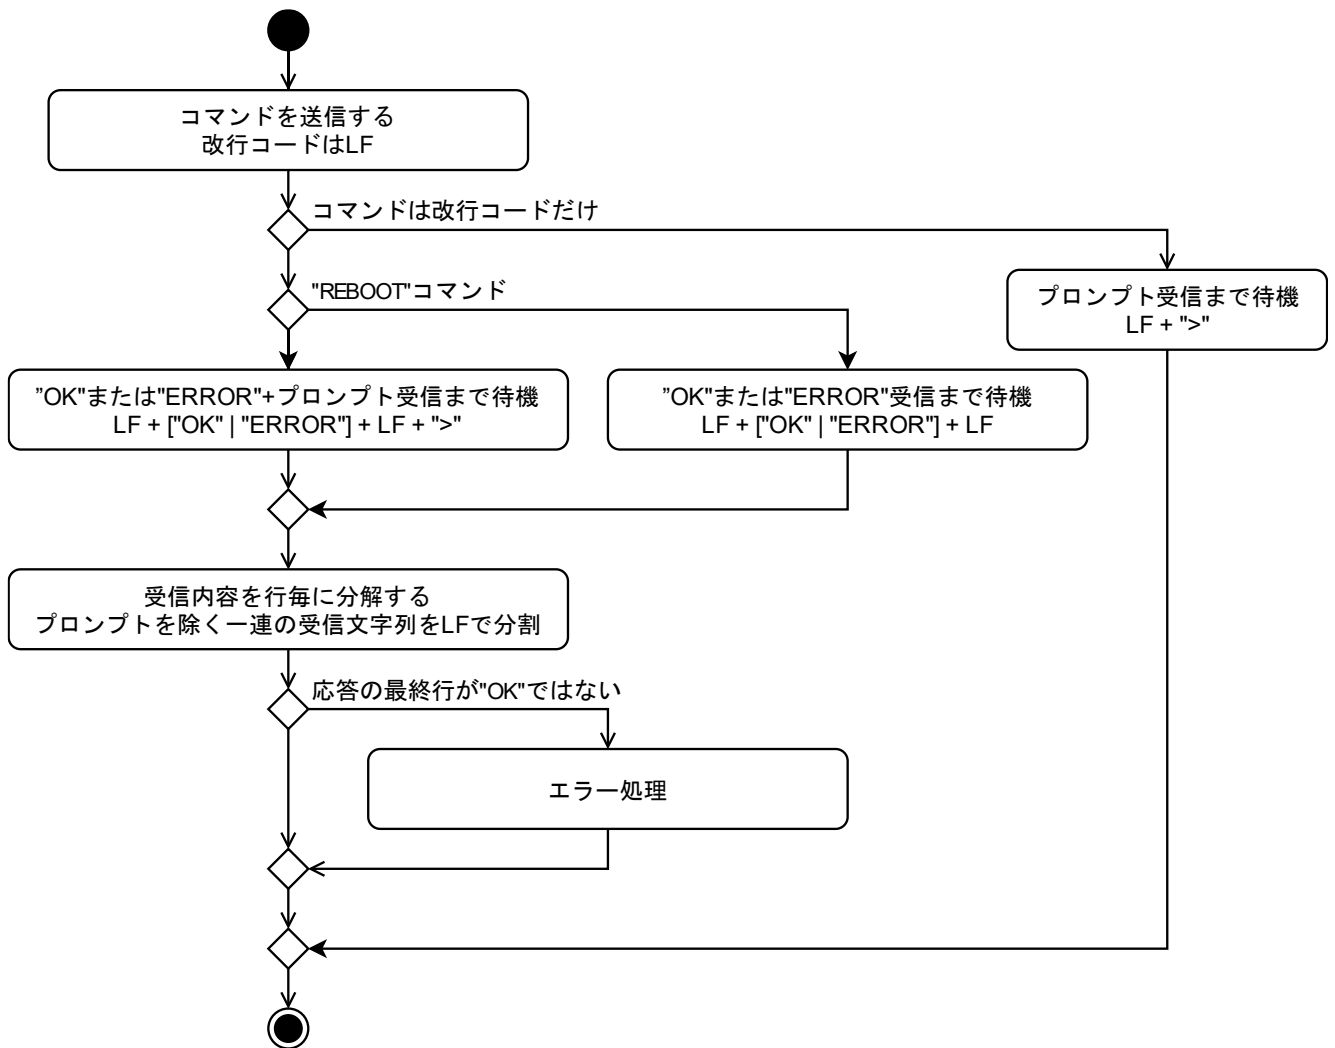 コマンドを送信する
改行コードはLF
コマンドは改行コードだけ
"REBOOT"コマンド
プロンプト受信まで待機
LF + ">"
”OK"または"ERROR"+プロンプト受信まで待機
LF + ["OK" | "ERROR"] + LF + ">"
”OK"または"ERROR"受信まで待機
LF + ["OK" | "ERROR"] + LF
受信内容を行毎に分解する
プロンプトを除く一連の受信文字列をLFで分割
応答の最終行が"OK"ではない
エラー処理